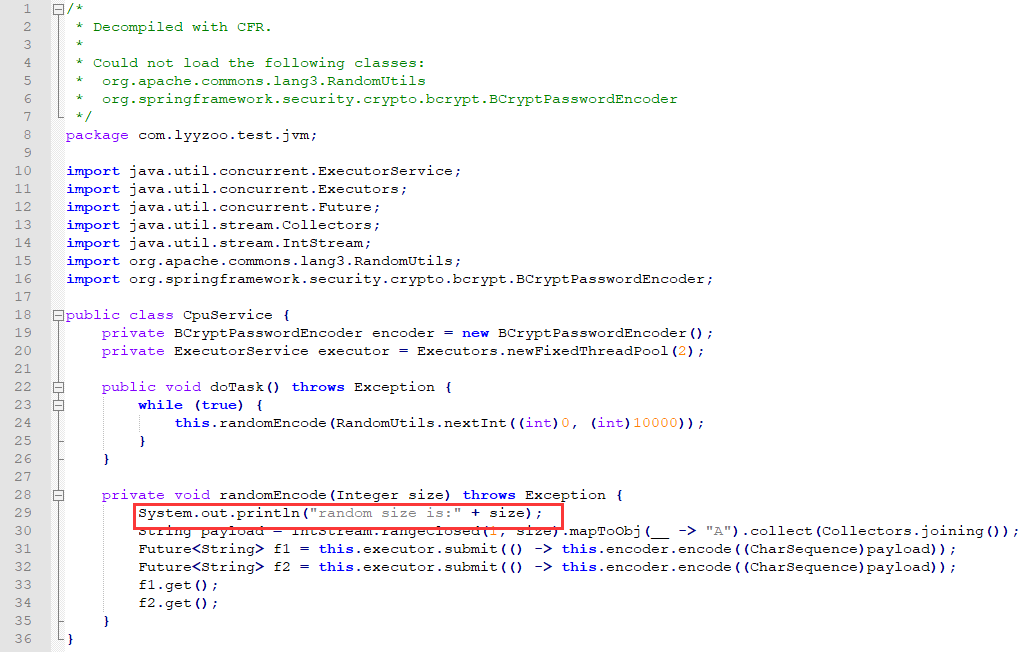 1 /*
2  * Decompiled with CFR.
3  *
4  * Could not load the following classes:
5  *  org.apache.commons.lang3.RandomUtils
6  *  org.springframework.security.crypto.bcrypt.BCryptPasswordEncoder
7  */
8 package com.lyyzoo.test.jvm;
9
10 import java.util.concurrent.ExecutorService;
11 import java.util.concurrent.Executors;
12 import java.util.concurrent.Future;
13 import java.util.stream.Collectors;
14 import java.util.stream.IntStream;
15 import org.apache.commons.lang3.RandomUtils;
16 import org.springframework.security.crypto.bcrypt.BCryptPasswordEncoder;
17
18 public class CpuService {
19     private BCryptPasswordEncoder encoder = new BCryptPasswordEncoder();
20     private ExecutorService executor = Executors.newFixedThreadPool(2);
21
22     public void doTask() throws Exception {
23         while (true) {
24             this.randomEncode(RandomUtils.nextInt((int)0, (int)10000));
25         }
26     }
27
28     private void randomEncode(Integer size) throws Exception {
29         System.out.println("random size is:" + size);
30         String payload = IntStream.rangeClosed(1, size).mapToObj(__ -> "A").collect(Collectors.joining());
31         Future<String> f1 = this.executor.submit(() -> this.encoder.encode((CharSequence)payload));
32         Future<String> f2 = this.executor.submit(() -> this.encoder.encode((CharSequence)payload));
33         f1.get();
34         f2.get();
35     }
36 }